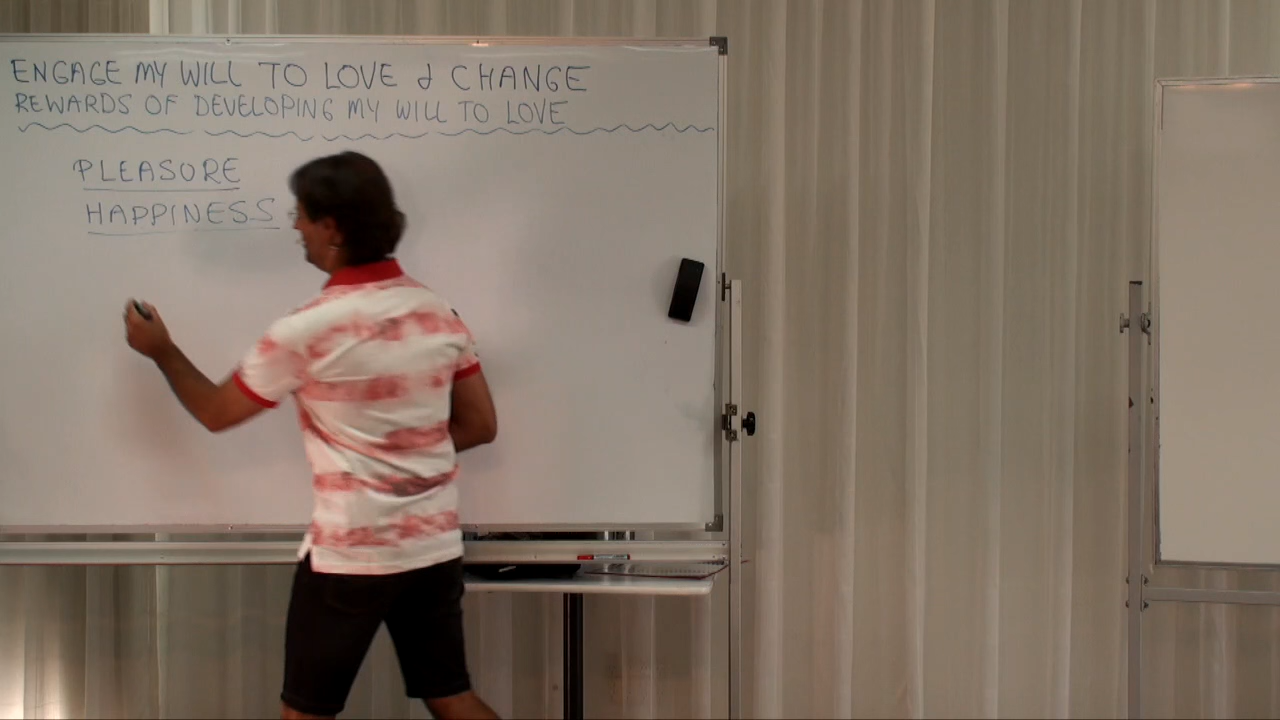 ENGAGE MY WILL TO LOVE & CHANGE
REWARDS OF DEVELOPING MY WILL TO LOVE
PLEASURE
HAPPINESS